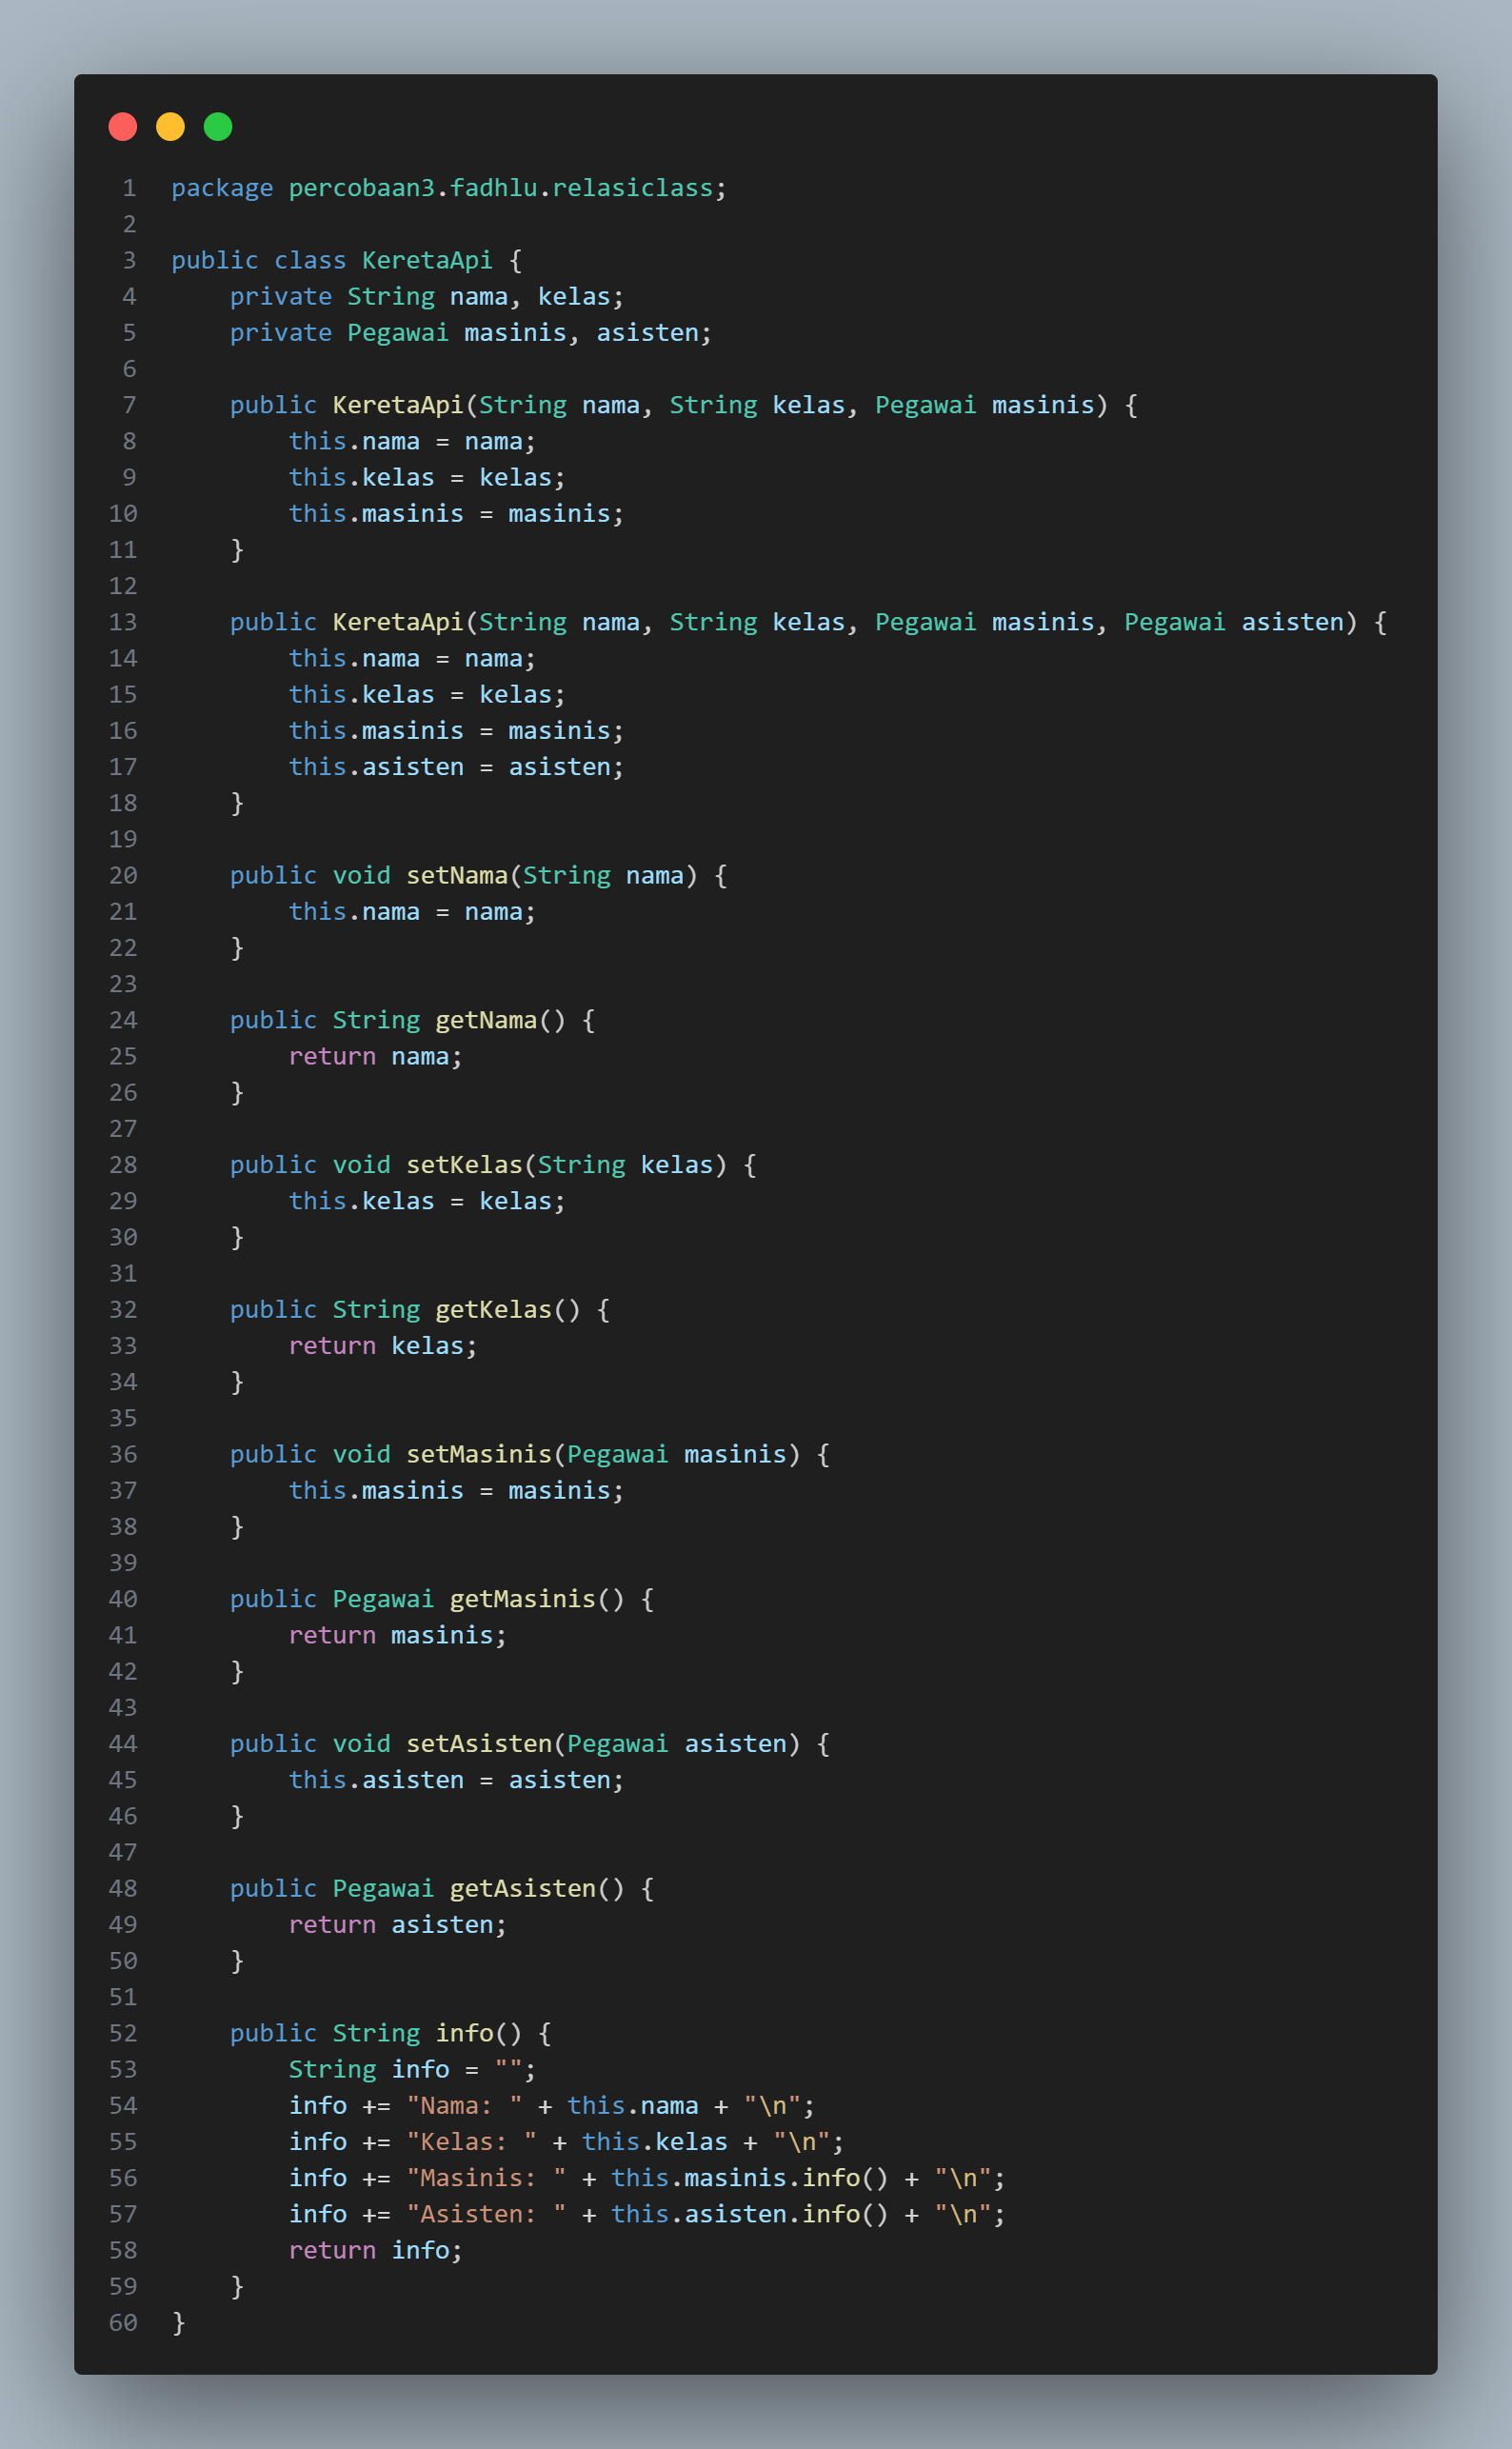 1 package percobaan3.fadhlu.relasiclass;
2
3 public class KeretaApi {
4     private String nama, kelas;
5     private Pegawai masinis, asisten;
6
7     public KeretaApi(String nama, String kelas, Pegawai masinis) {
8         this.nama = nama;
9         this.kelas = kelas;
10         this.masinis = masinis;
11     }
12
13     public KeretaApi(String nama, String kelas, Pegawai masinis, Pegawai asisten) {
14         this.nama = nama;
15         this.kelas = kelas;
16         this.masinis = masinis;
17         this.asisten = asisten;
18     }
19
20     public void setNama(String nama) {
21         this.nama = nama;
22     }
23
24     public String getNama() {
25         return nama;
26     }
27
28     public void setKelas(String kelas) {
29         this.kelas = kelas;
30     }
31
32     public String getKelas() {
33         return kelas;
34     }
35
36     public void setMasinis(Pegawai masinis) {
37         this.masinis = masinis;
38     }
39
40     public Pegawai getMasinis() {
41         return masinis;
42     }
43
44     public void setAsisten(Pegawai asisten) {
45         this.asisten = asisten;
46     }
47
48     public Pegawai getAsisten() {
49         return asisten;
50     }
51
52     public String info() {
53         String info = "";
54         info += "Nama: " + this.nama + "\n";
55         info += "Kelas: " + this.kelas + "\n";
56         info += "Masinis: " + this.masinis.info() + "\n";
57         info += "Asisten: " + this.asisten.info() + "\n";
58         return info;
59     }
60 }